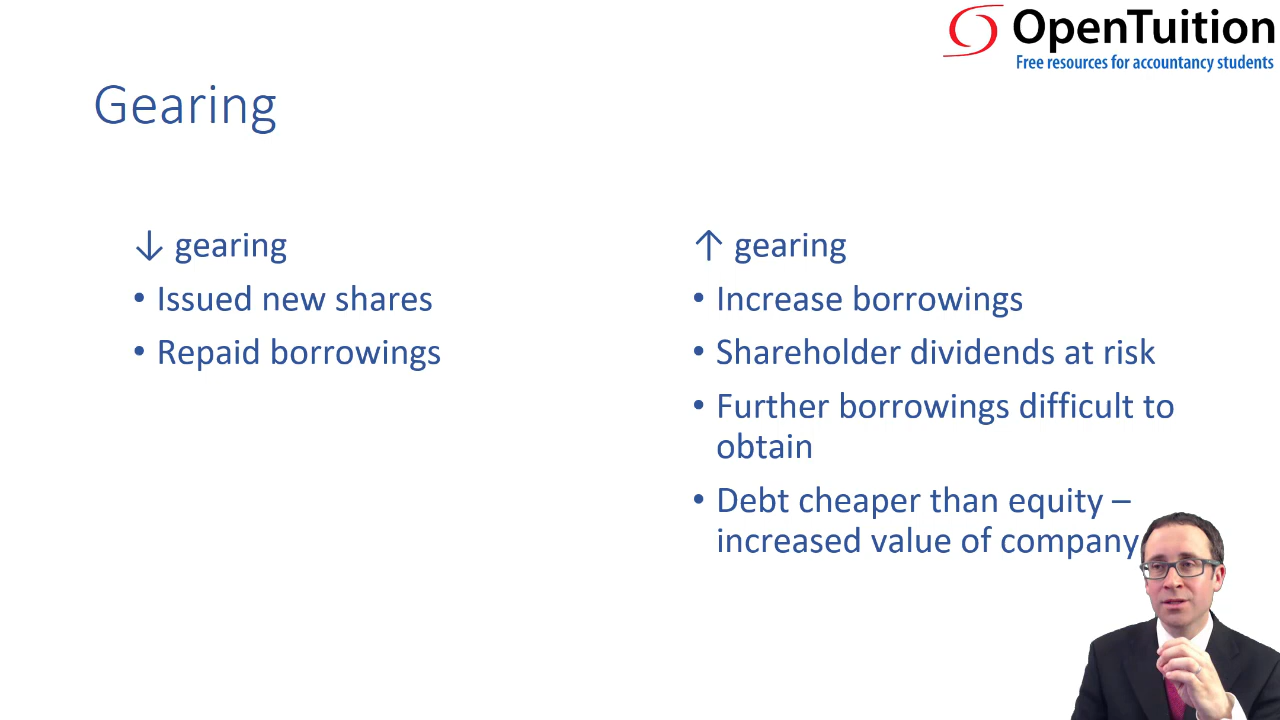 OpenTuition
Free resources for accountancy students
Gearing
↓ gearing
• Issued new shares
• Repaid borrowings
↑ gearing
• Increase borrowings
• Shareholder dividends at risk
• Further borrowings difficult to
obtain
• Debt cheaper than equity –
increased value of company